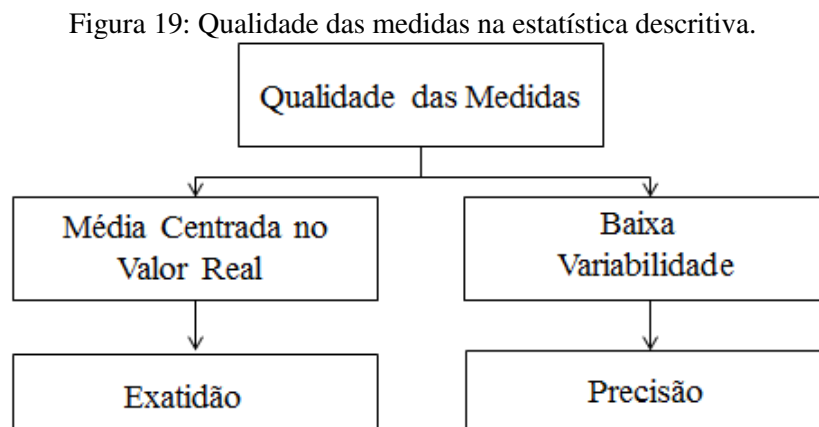 Figura 19: Qualidade das medidas na estatística descritiva.
Qualidade das Medidas
Média Centrada no
Valor Real
Baixa
Variabilidade
Exatidão
Precisão